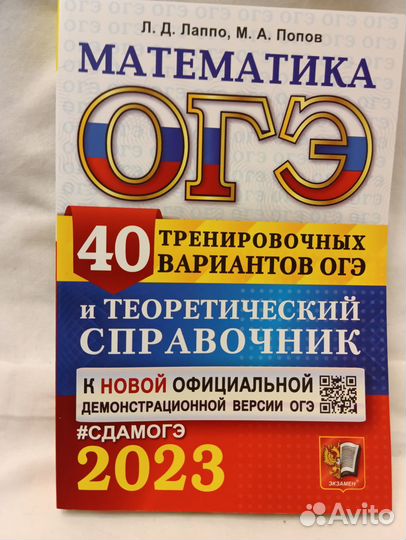 Л. Д. Лаппо, М. А. Попов
МАТЕМАТИКА
ОГЭ
40 ТРЕНИРОВОЧНЫХ
ВАРИАНТОВ ОГЭ
И ТЕОРЕТИЧЕСКИЙ
СПРАВОЧНИК
К НОВОЙ ОФИЦИАЛЬНОЙ
ДЕМОНСТРАЦИОННОЙ ВЕРСИИ ОГЭ
#СДАМОГЭ
2023
ЭКЗАМЕН
Avito